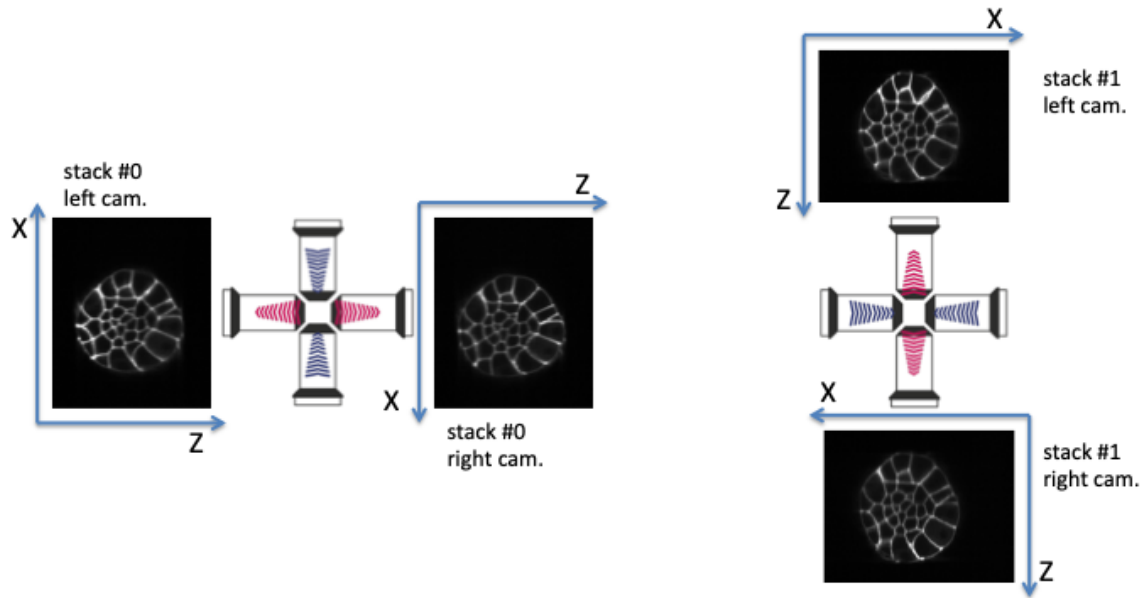 stack #0
left cam.
X
Z
Z
X
stack #0
right cam.
X
Z
stack #1
left cam.
X
Z
stack #1
right cam.